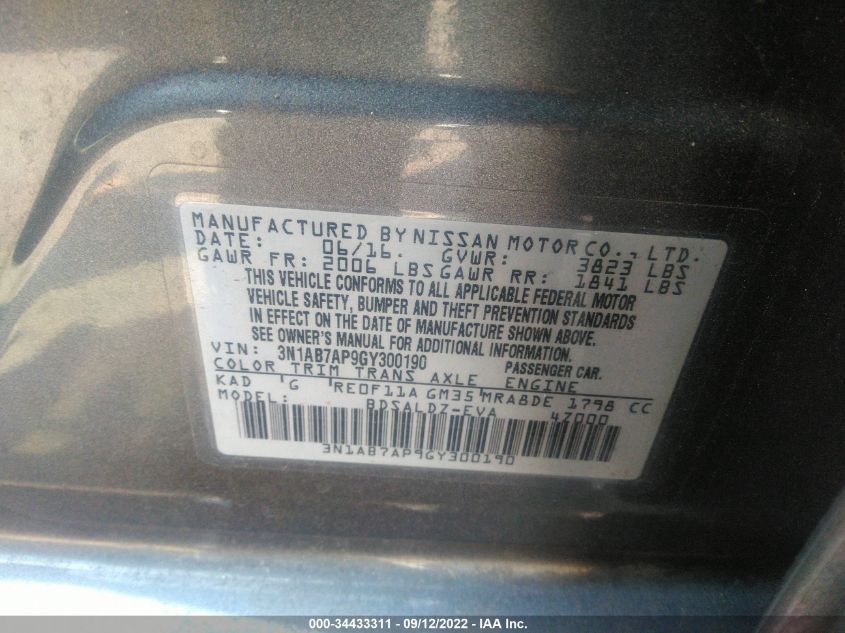 MANUFACTURED BY NISSAN MOTOR CO., LTD.
DATE: 06/16. GVWR: 3823 LBS
GAWR FR: 2006 LBS GAWR RR: 1841 LBS
THIS VEHICLE CONFORMS TO ALL APPLICABLE FEDERAL MOTOR
VEHICLE SAFETY, BUMPER AND THEFT PREVENTION STANDARDS
IN EFFECT ON THE DATE OF MANUFACTURE SHOWN ABOVE.
SEE OWNER'S MANUAL FOR ADDITIONAL INFORMATION.
VIN: 3N1AB7AP9GY300190 PASSENGER CAR.
COLOR TRIM TRANS AXLE ENGINE
KAD G RE0F11A GM35 MRA8DE 1798 CC
MODEL: BDSALDZ-EVA 47000
3N1AB7AP9GY300190
000-34433311 - 09/12/2022 - IAA Inc.